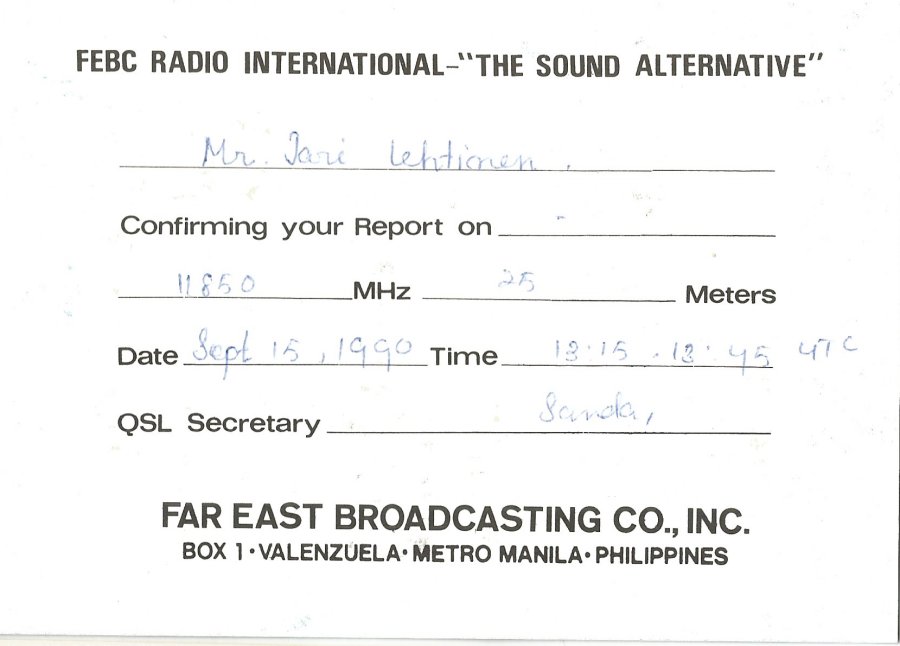 FEBC RADIO INTERNATIONAL-"THE SOUND ALTERNATIVE"
Mr. Jari Lehtionen.
Confirming your Report on
11850 MHz 25 Meters
Date Sept 15, 1990 Time 13:15 - 13:45 UTC
QSL Secretary
FAR EAST BROADCASTING CO., INC.
BOX 1 • VALENZUELA • METRO MANILA • PHILIPPINES